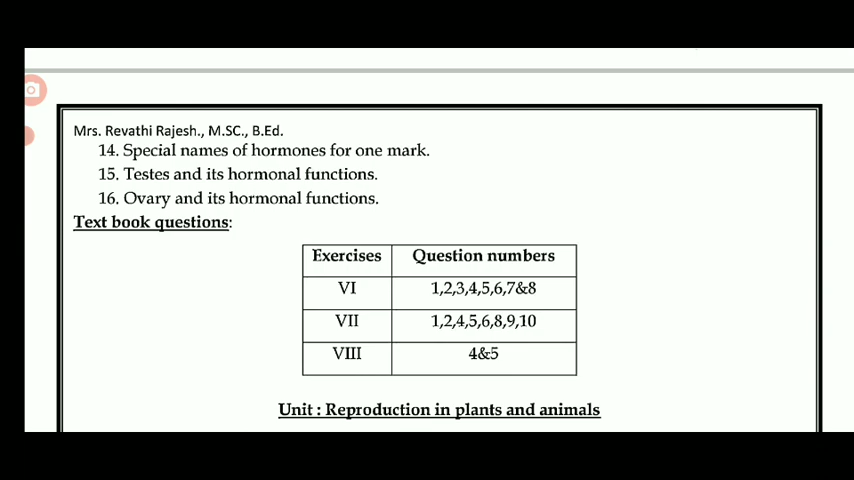 Mrs. Revathi Rajesh., M.SC., B.Ed.
14. Special names of hormones for one mark.
15. Testes and its hormonal functions.
16. Ovary and its hormonal functions.
Text book questions:
Exercises Question numbers
VI 1,2,3,4,5,6,7&8
VII 1,2,4,5,6,8,9,10
VIII 4&5
Unit : Reproduction in plants and animals